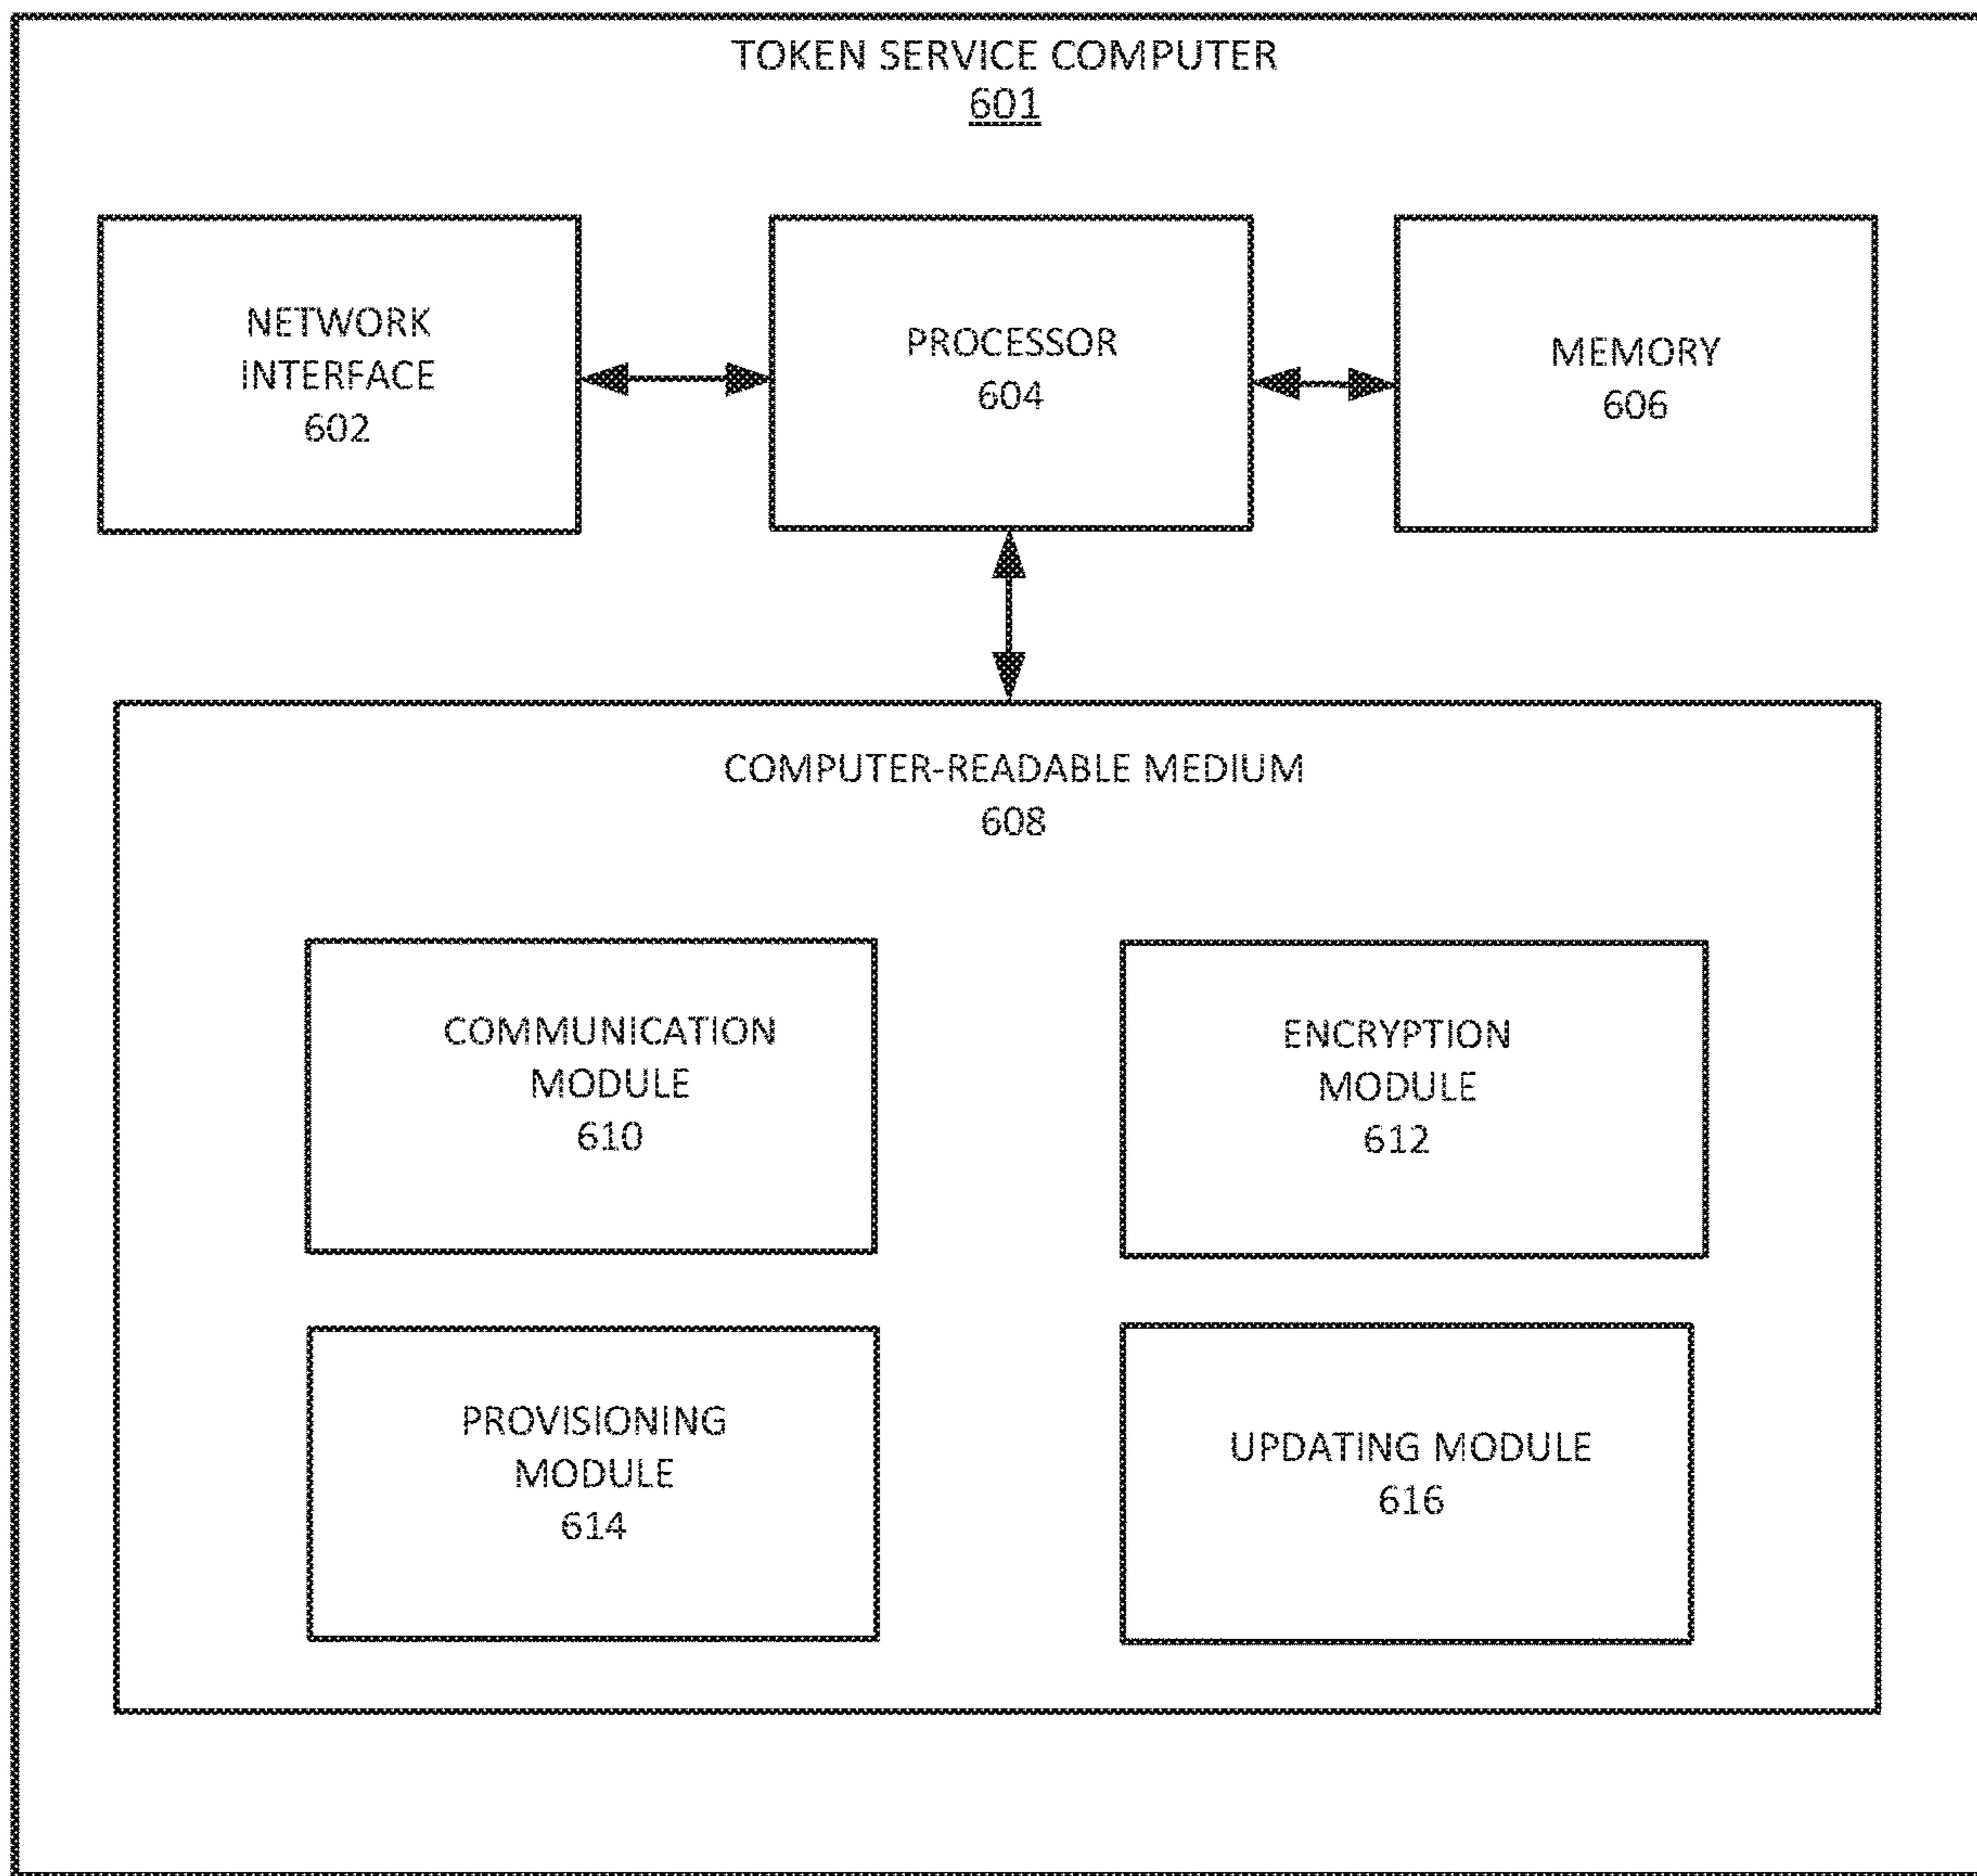 TOKEN SERVICE COMPUTER
601
NETWORK
INTERFACE
602
PROCESSOR
604
MEMORY
606
COMPUTER-READABLE MEDIUM
608
COMMUNICATION
MODULE
610
ENCRYPTION
MODULE
612
PROVISIONING
MODULE
614
UPDATING MODULE
616